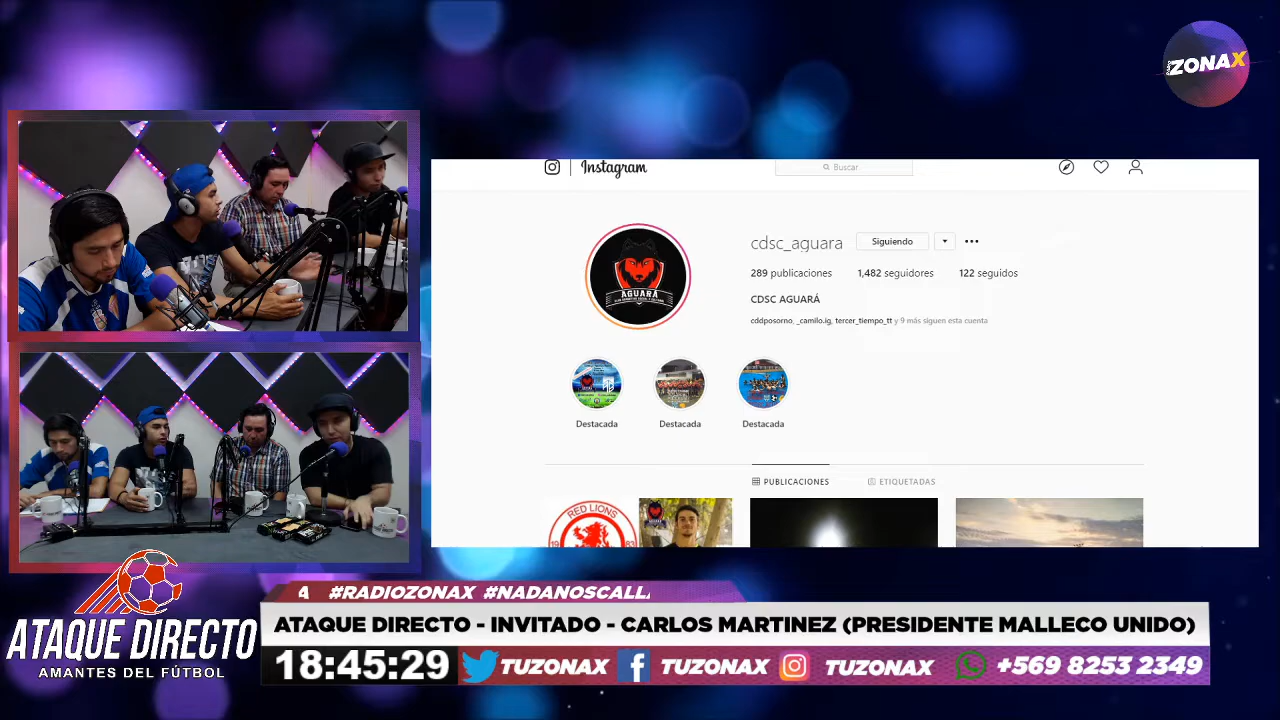 ZONAX
Instagram
Buscar
cdsc_aguara
Siguiendo
289 publicaciones
1,482 seguidores
122 seguidos
CDSC AGUARÁ
cddposorno, _camilo.ig, tercer_tiempo_tt y 9 más siguen esta cuenta
AGUARÁ
Destacada
Destacada
Destacada
PUBLICACIONES
ETIQUETADAS
RED LIONS
ATAQUE DIRECTO
AMANTES DEL FÚTBOL
A #RADIOZONAX #NADANOSCALL
ATAQUE DIRECTO - INVITADO - CARLOS MARTINEZ (PRESIDENTE MALLECO UNIDO)
18:45:29
TUZONAX
TUZONAX
TUZONAX
+569 8253 2349